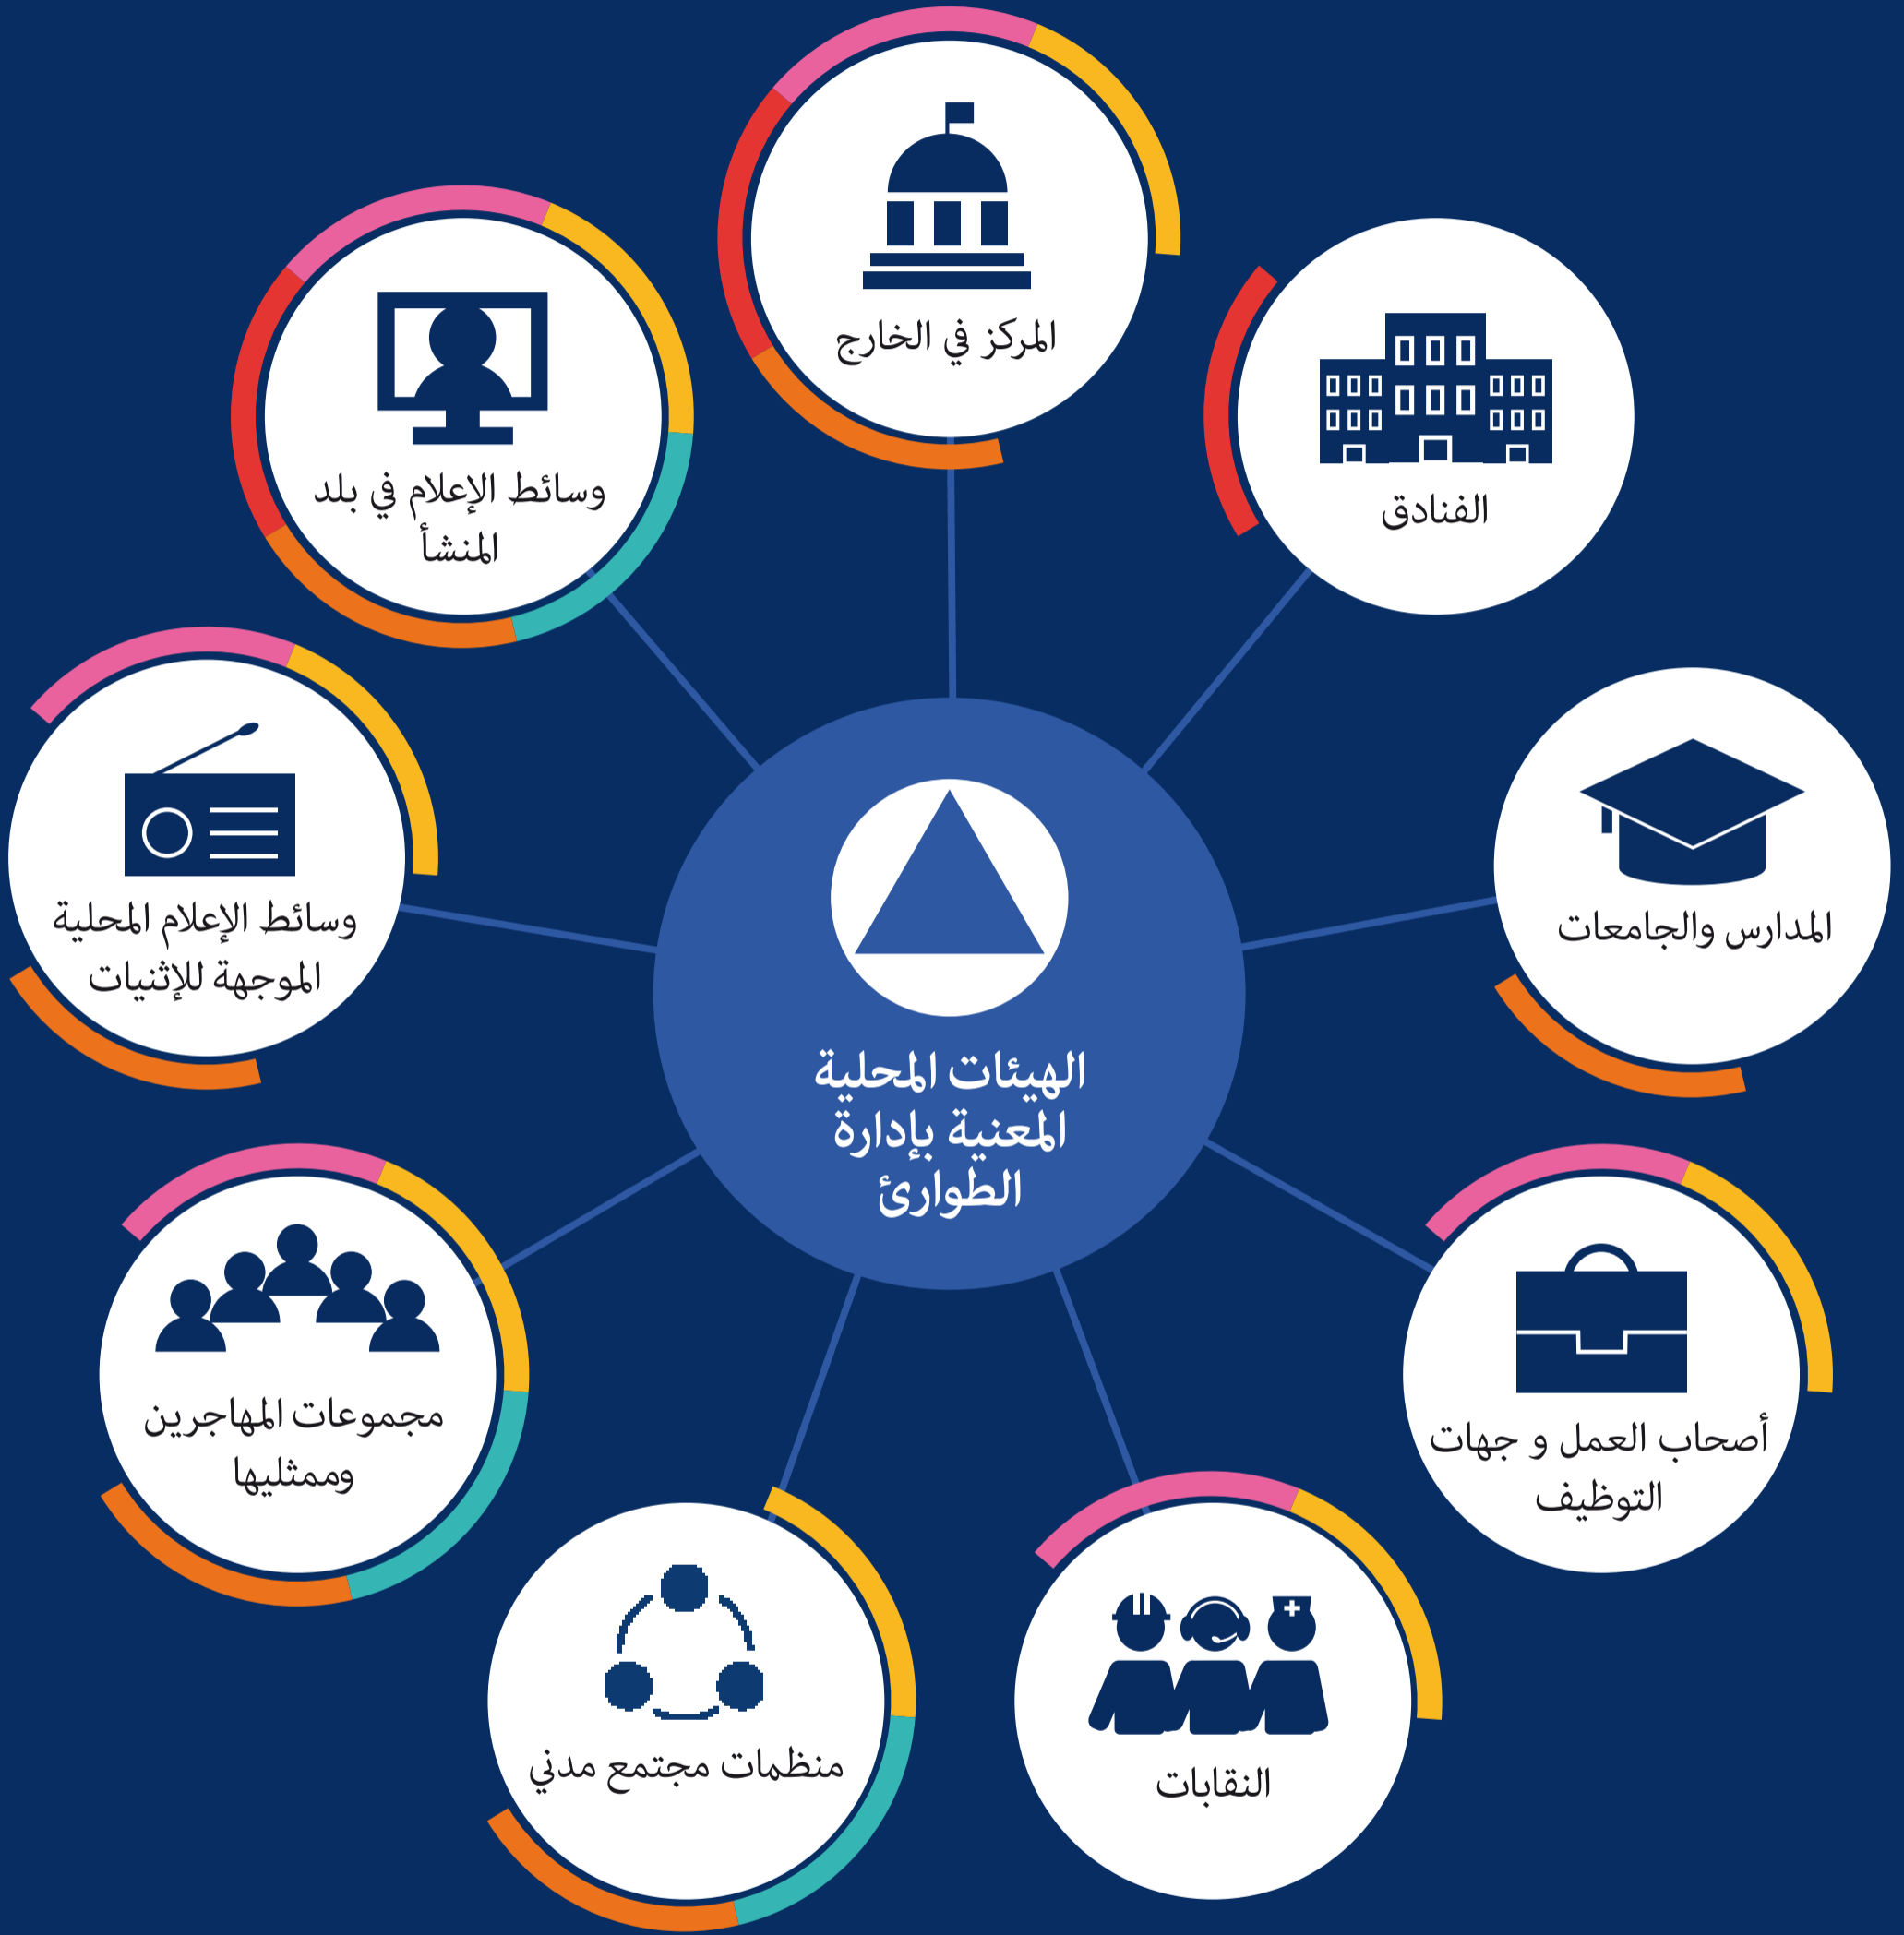 المركز في الخارج
الفنادق
وسائط الإعلام في بلد
المنشأ
المدارس والجامعات
وسائط الإعلام المحلية
الموجهة للإثنيات
الهيئات المحلية
المعنية بإدارة
الطوارئ
مجموعات المهاجرين
وممثليها
أصحاب العمل و جهات
التوظيف
منظمات مجتمع مدني
النقابات